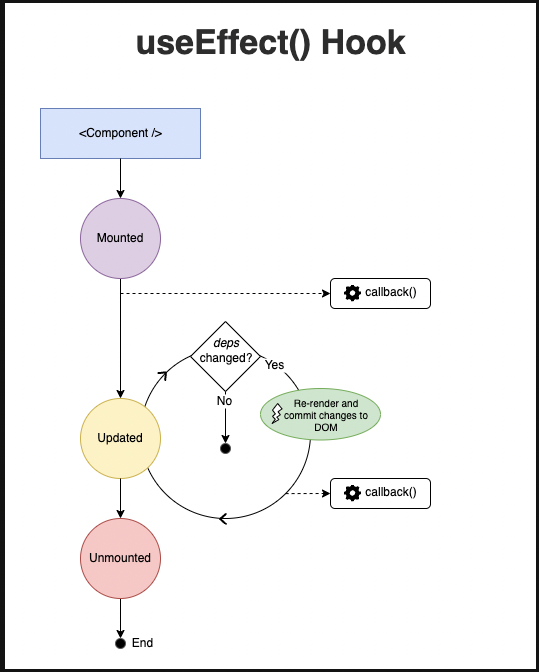 useEffect() Hook
<Component />
Mounted
callback()
deps
changed?
Yes
No
Re-render and
commit changes to
DOM
Updated
callback()
Unmounted
End